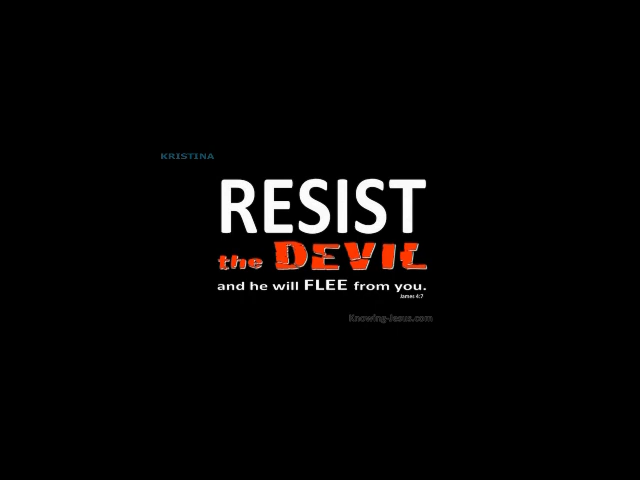 KRISTINA
RESIST
the DEVIL
and he will FLEE from you.
James 4:7
Knowing-Jesus.com